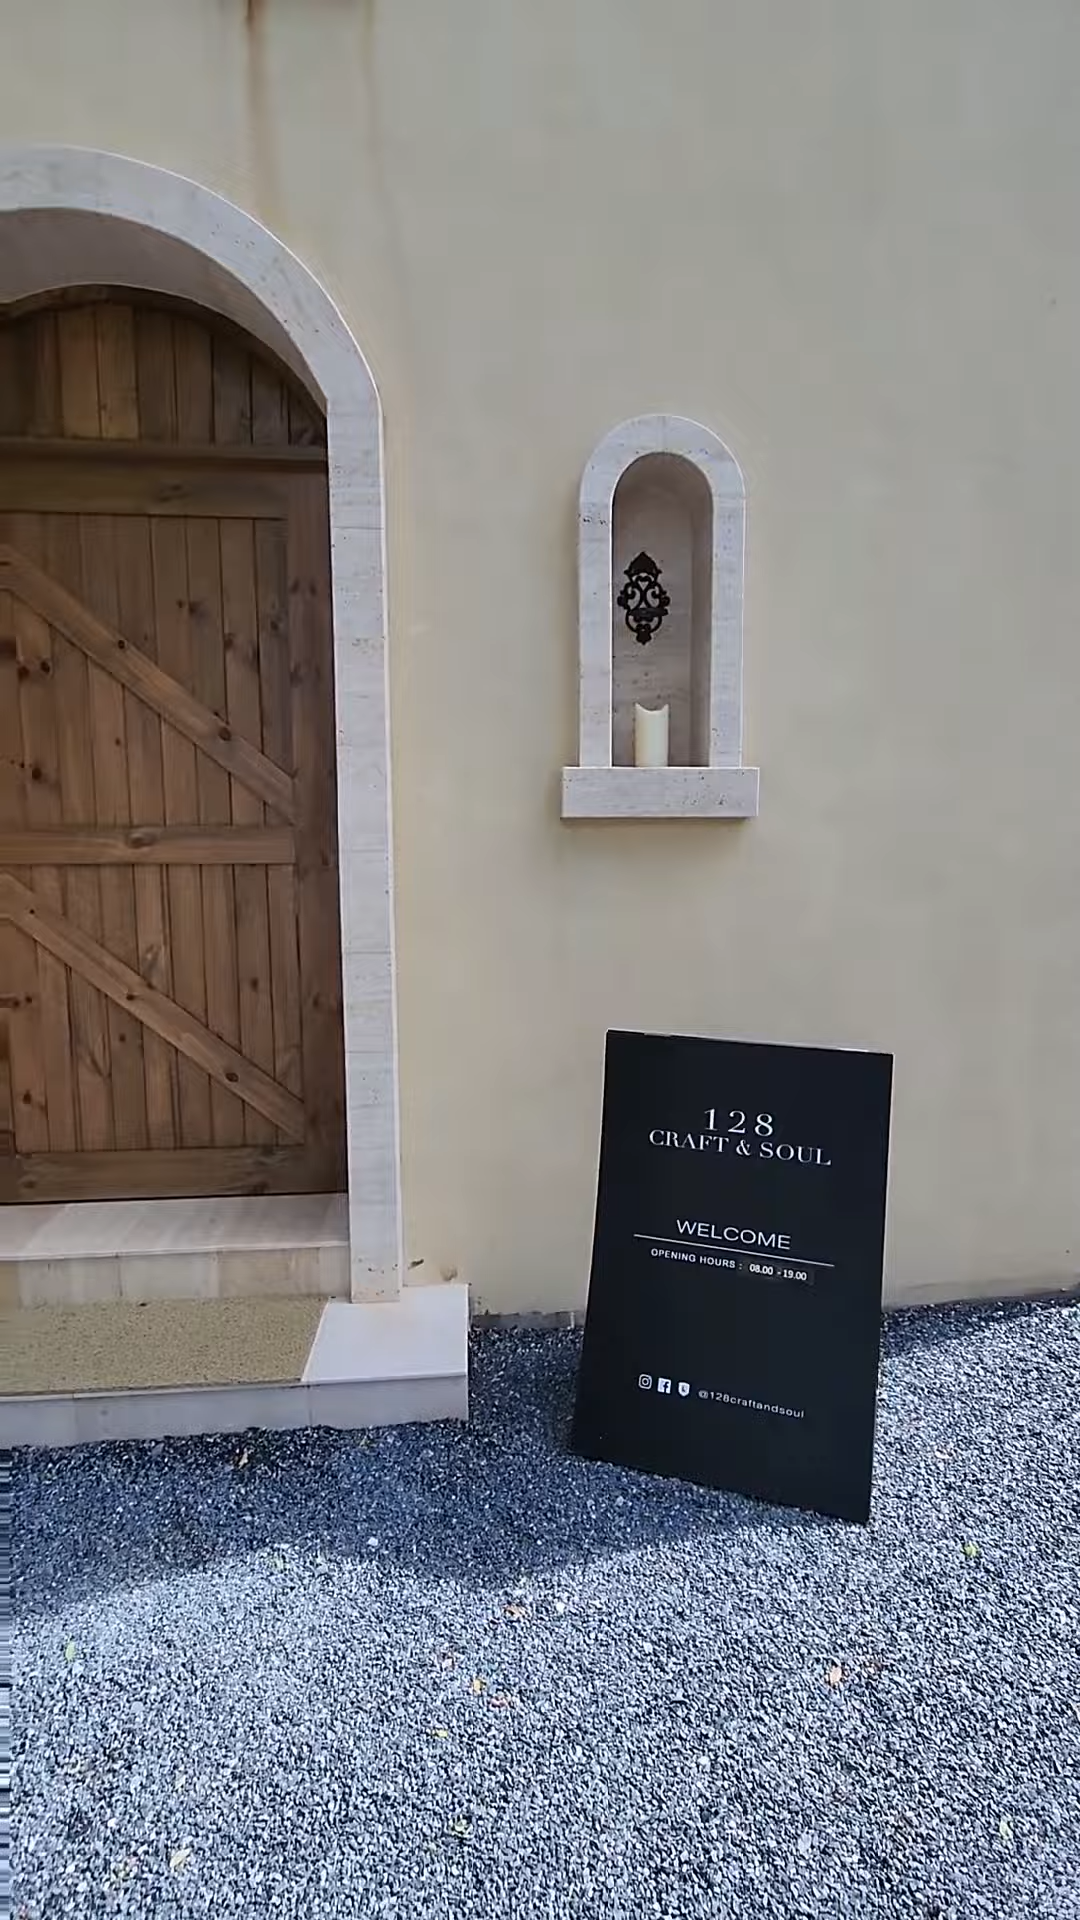 128
CRAFT & SOUL
WELCOME
OPENING HOURS : 08.00 - 19.00
@128craftandsoul